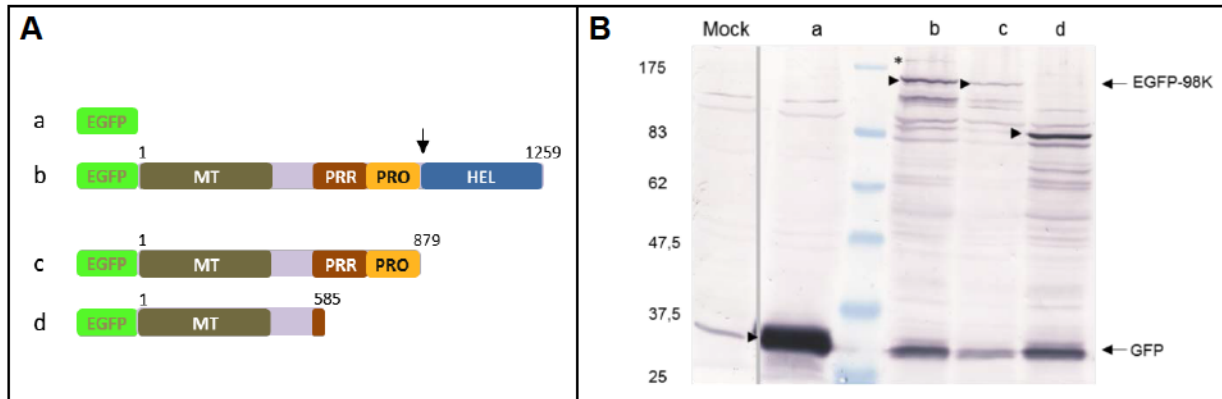 A
a EGFP
1 1259
b EGFP MT PRR PRO HEL
1 879
c EGFP MT PRR PRO
1 585
d EGFP MT
B
Mock a b c d
175
*
EGFP-98K
83
62
47,5
37,5
GFP
25